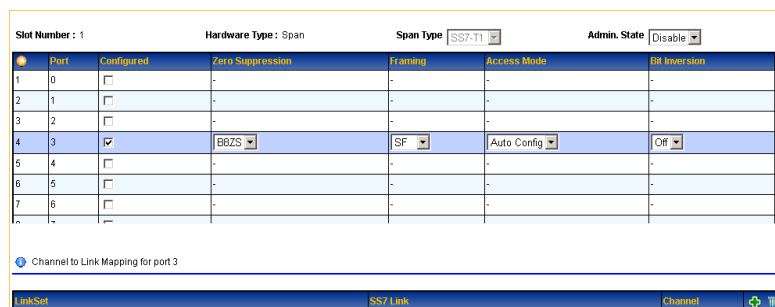 Slot Number : 1 Hardware Type : Span Span Type SS7-T1 Admin. State Disable
Port Configured Zero Suppression Framing Access Mode Bit Inversion
1 0 - - - -
2 1 - - - -
3 2 - - - -
4 3 B8ZS SF Auto Config Off
5 4 - - - -
6 5 - - - -
7 6 - - - -
Channel to Link Mapping for port 3
LinkSet SS7 Link Channel